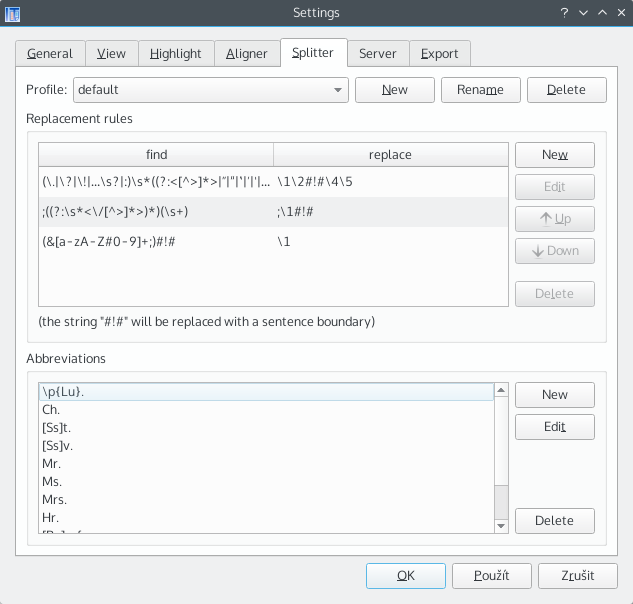 Settings
General View Highlight Aligner Splitter Server Export
Profile: default New Rename Delete
Replacement rules
find replace New
(\.|\?|\!|...\s?|:)\s*((?:<[^>]*>|"|"|'|'|'|... \1\2#!#\4\5
Edit
;((?:\s*<\/[^>]*>)*)(\s+) ;\1#!#
Up
(&[a-zA-Z#0-9]+;)#!# \1
Down
Delete
(the string "#!#" will be replaced with a sentence boundary)
Abbreviations
\p{Lu}. New
Ch.
[Ss]t. Edit
[Ss]v.
Mr.
Ms.
Mrs.
Hr. Delete
OK Použít Zrušit